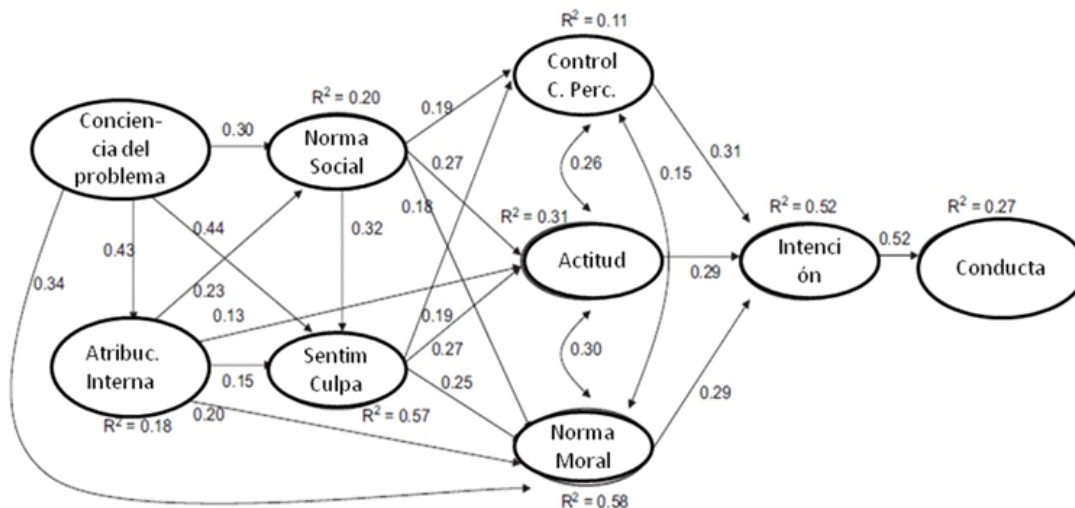 R² = 0.11
Control
C. Perc.
R² = 0.20
Concien-
cia del
problema
0.30
Norma
Social
0.19
0.27
0.31
0.26
0.15
0.18
R² = 0.31
R² = 0.52
R² = 0.27
0.44
0.43
0.32
0.52
Actitud
0.29
Intenci
ón
Conducta
0.34
0.23
0.13
0.19
Atribuc.
Interna
0.15
Sentim
Culpa
0.27
0.25
0.30
0.29
R² = 0.18
0.20
R² = 0.57
Norma
Moral
R² = 0.58